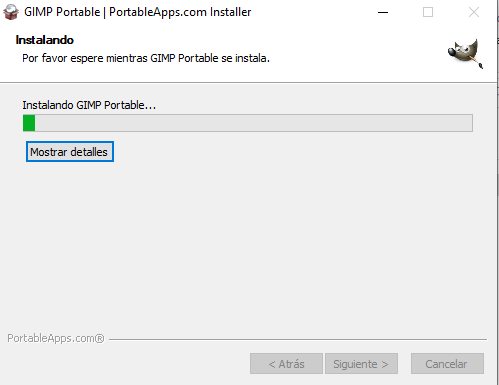 GIMP Portable | PortableApps.com Installer
Instalando
Por favor espere mientras GIMP Portable se instala.
Instalando GIMP Portable...
Mostrar detalles
PortableApps.com®
< Atrás
Siguiente >
Cancelar